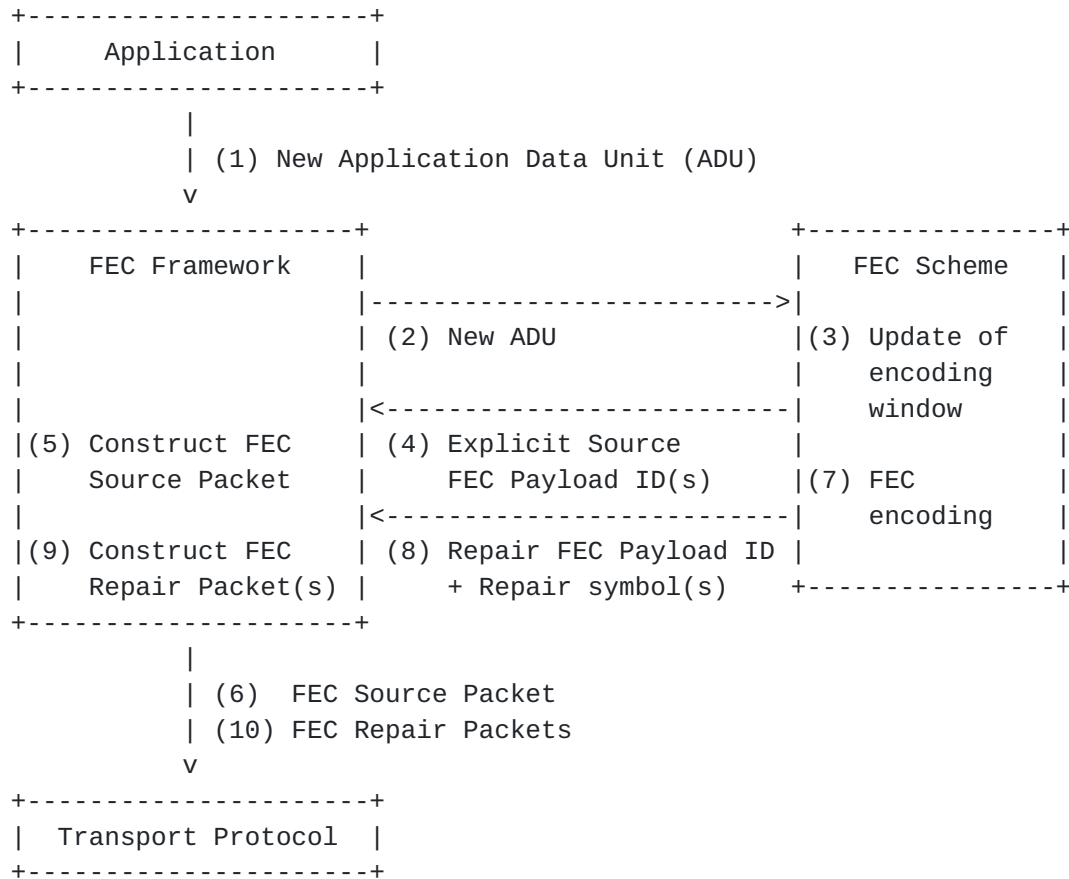 Application
(1) New Application Data Unit (ADU)
FEC Framework FEC Scheme
(2) New ADU (3) Update of
encoding
window
(5) Construct FEC (4) Explicit Source
Source Packet FEC Payload ID(s) (7) FEC
encoding
(9) Construct FEC (8) Repair FEC Payload ID
Repair Packet(s) + Repair symbol(s)
(6) FEC Source Packet
(10) FEC Repair Packets
Transport Protocol